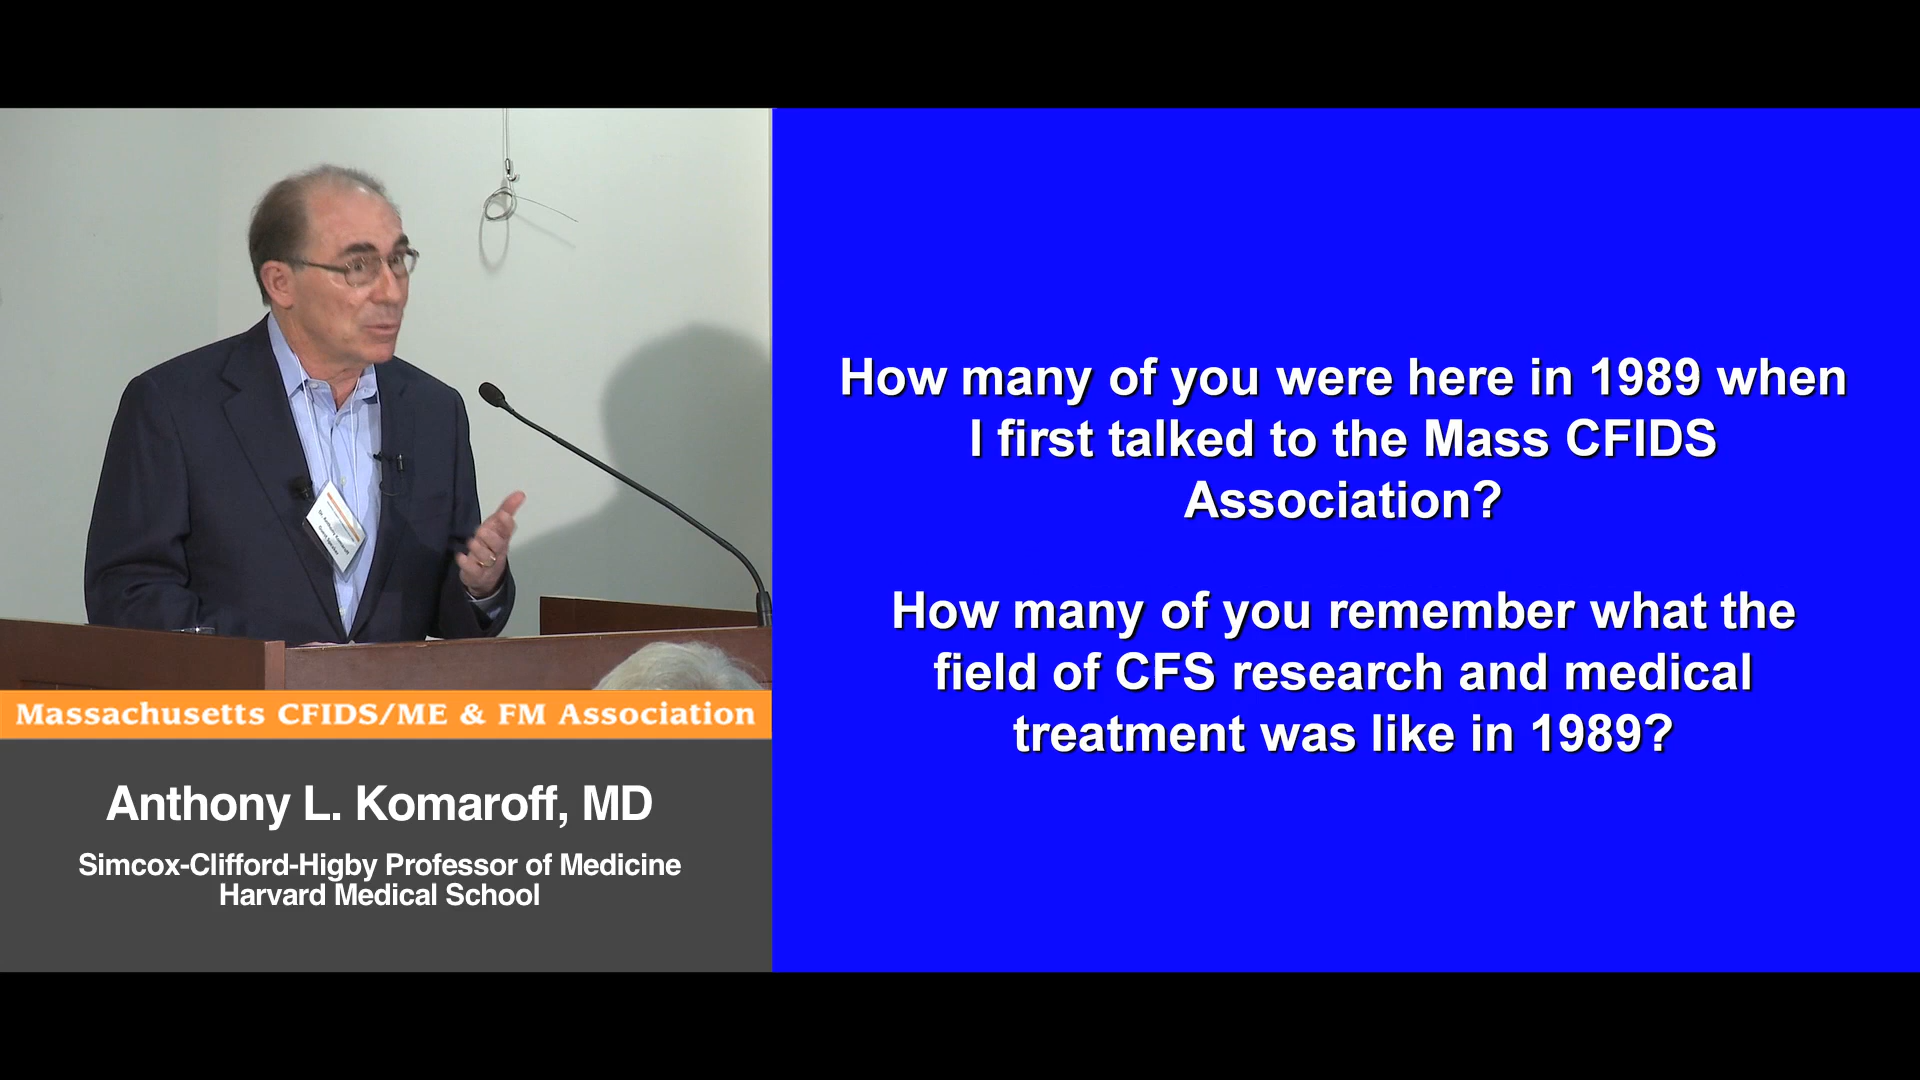 How many of you were here in 1989 when
I first talked to the Mass CFIDS
Association?
How many of you remember what the
field of CFS research and medical
treatment was like in 1989?
Massachusetts CFIDS/ME & FM Association
Anthony L. Komaroff, MD
Simcox-Clifford-Higby Professor of Medicine
Harvard Medical School